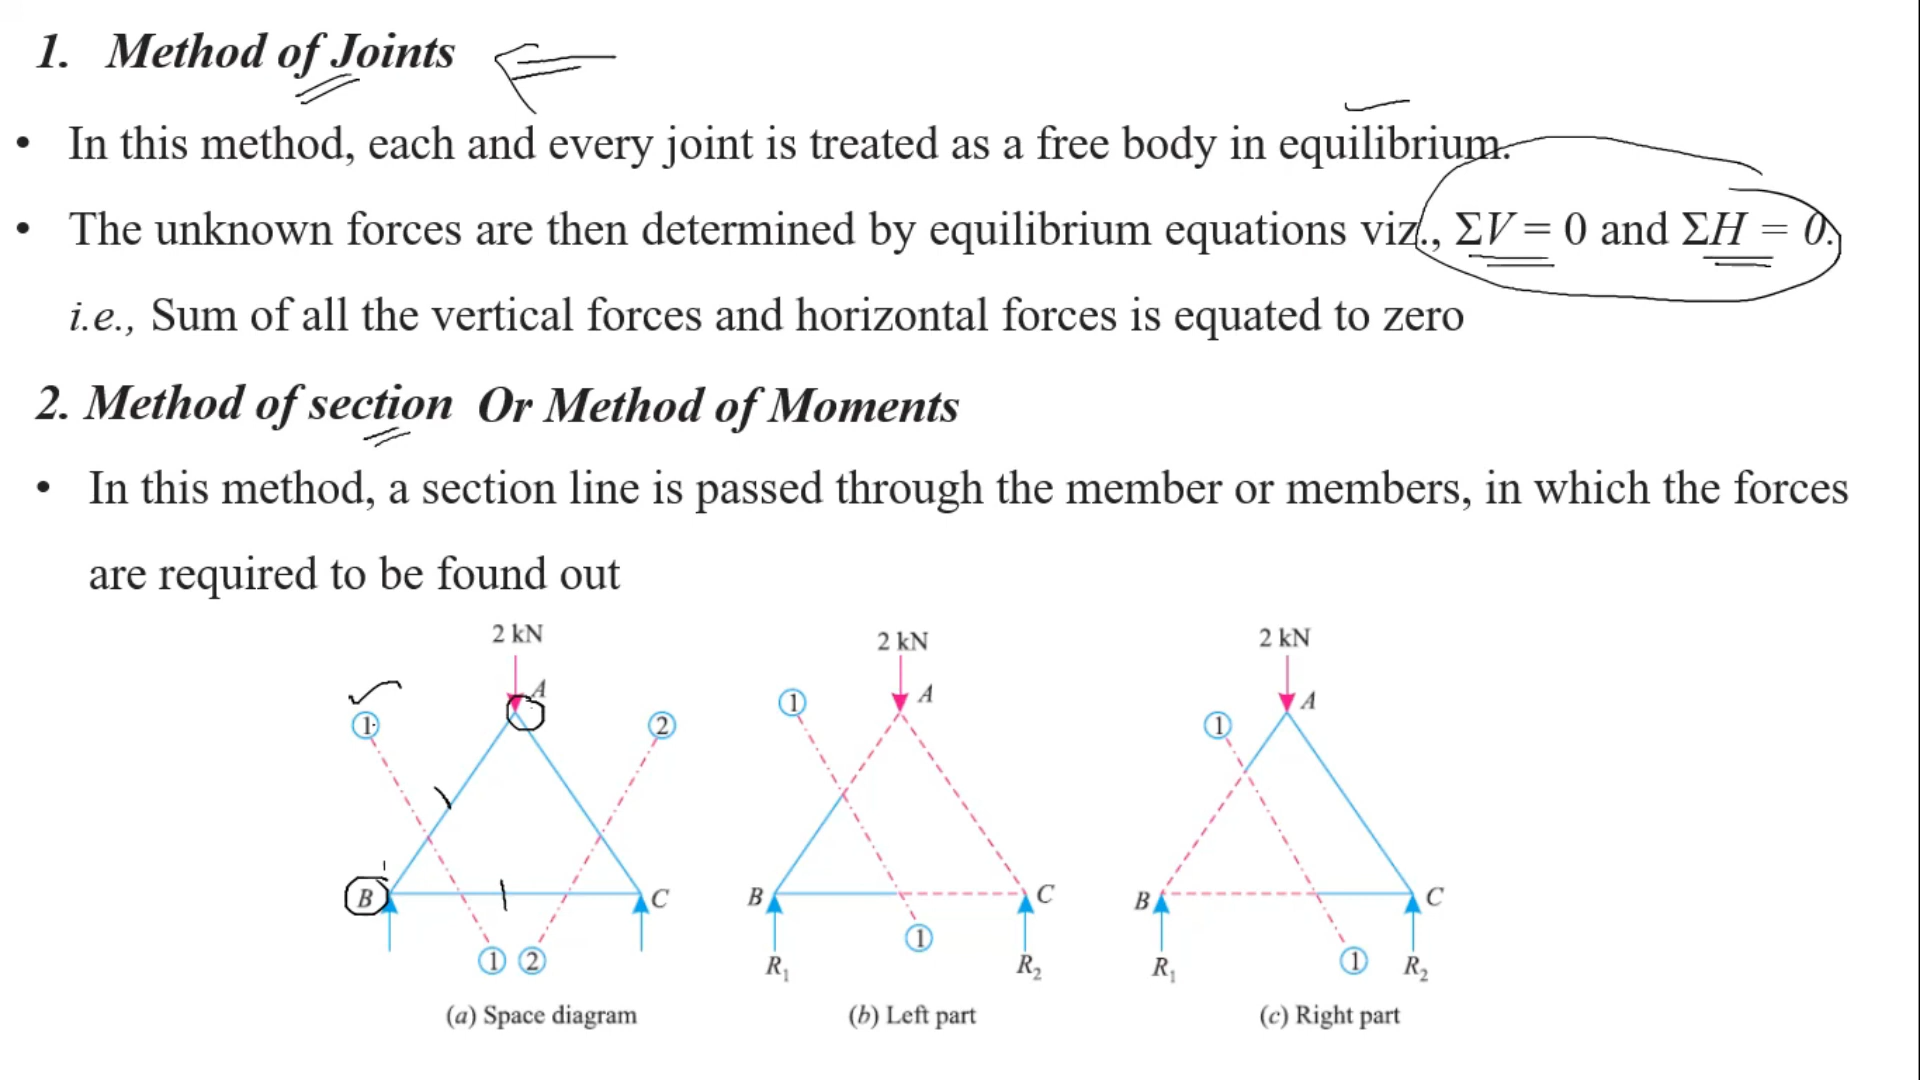 1. Method of Joints
• In this method, each and every joint is treated as a free body in equilibrium.
• The unknown forces are then determined by equilibrium equations viz., ΣV = 0 and ΣH = 0.
i.e., Sum of all the vertical forces and horizontal forces is equated to zero
2. Method of section Or Method of Moments
• In this method, a section line is passed through the member or members, in which the forces
are required to be found out
2 kN
A
1
2
B
C
1 2
(a) Space diagram
2 kN
A
1
B
C
1
R₁
R₂
(b) Left part
2 kN
A
1
B
C
1
R₁
R₂
(c) Right part